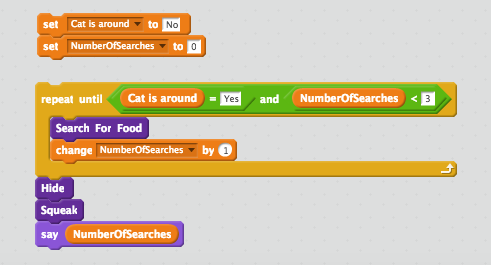 set Cat is around to No
set NumberOfSearches to 0
repeat until Cat is around = Yes and NumberOfSearches < 3
Search For Food
change NumberOfSearches by 1
Hide
Squeak
say NumberOfSearches